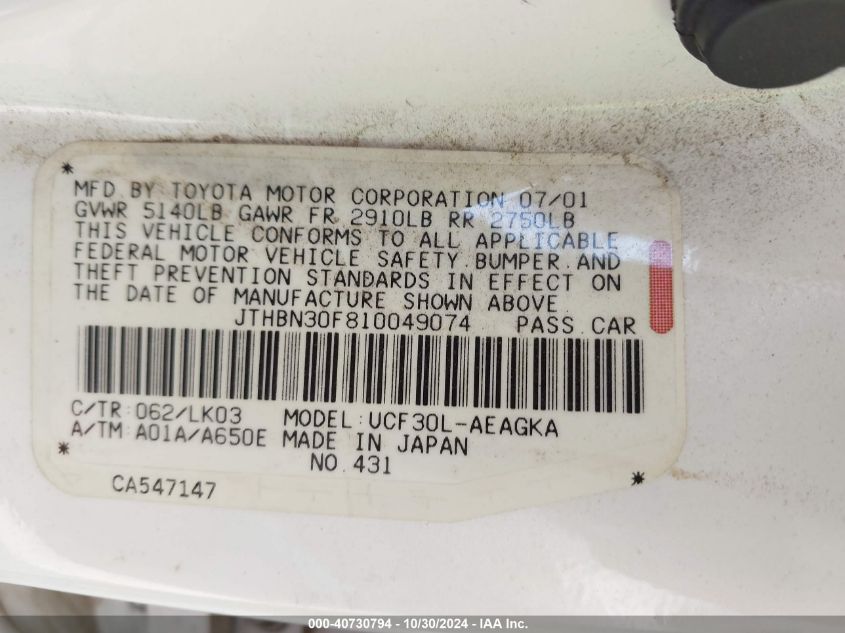 MFD. BY TOYOTA MOTOR CORPORATION 07/01
GVWR 5140LB GAWR FR 2910LB RR 2750LB
THIS VEHICLE CONFORMS TO ALL APPLICABLE
FEDERAL MOTOR VEHICLE SAFETY BUMPER.AND
THEFT PREVENTION STANDARDS IN EFFECT ON
THE DATE OF MANUFACTURE SHOWN ABOVE.
JTHBN30F810049074 PASS.CAR
C/TR:062/LK03 MODEL:UCF30L-AEAGKA
A/TM:A01A/A650E MADE IN JAPAN
NO.431
CA547147
000-40730794 - 10/30/2024 - IAA Inc.